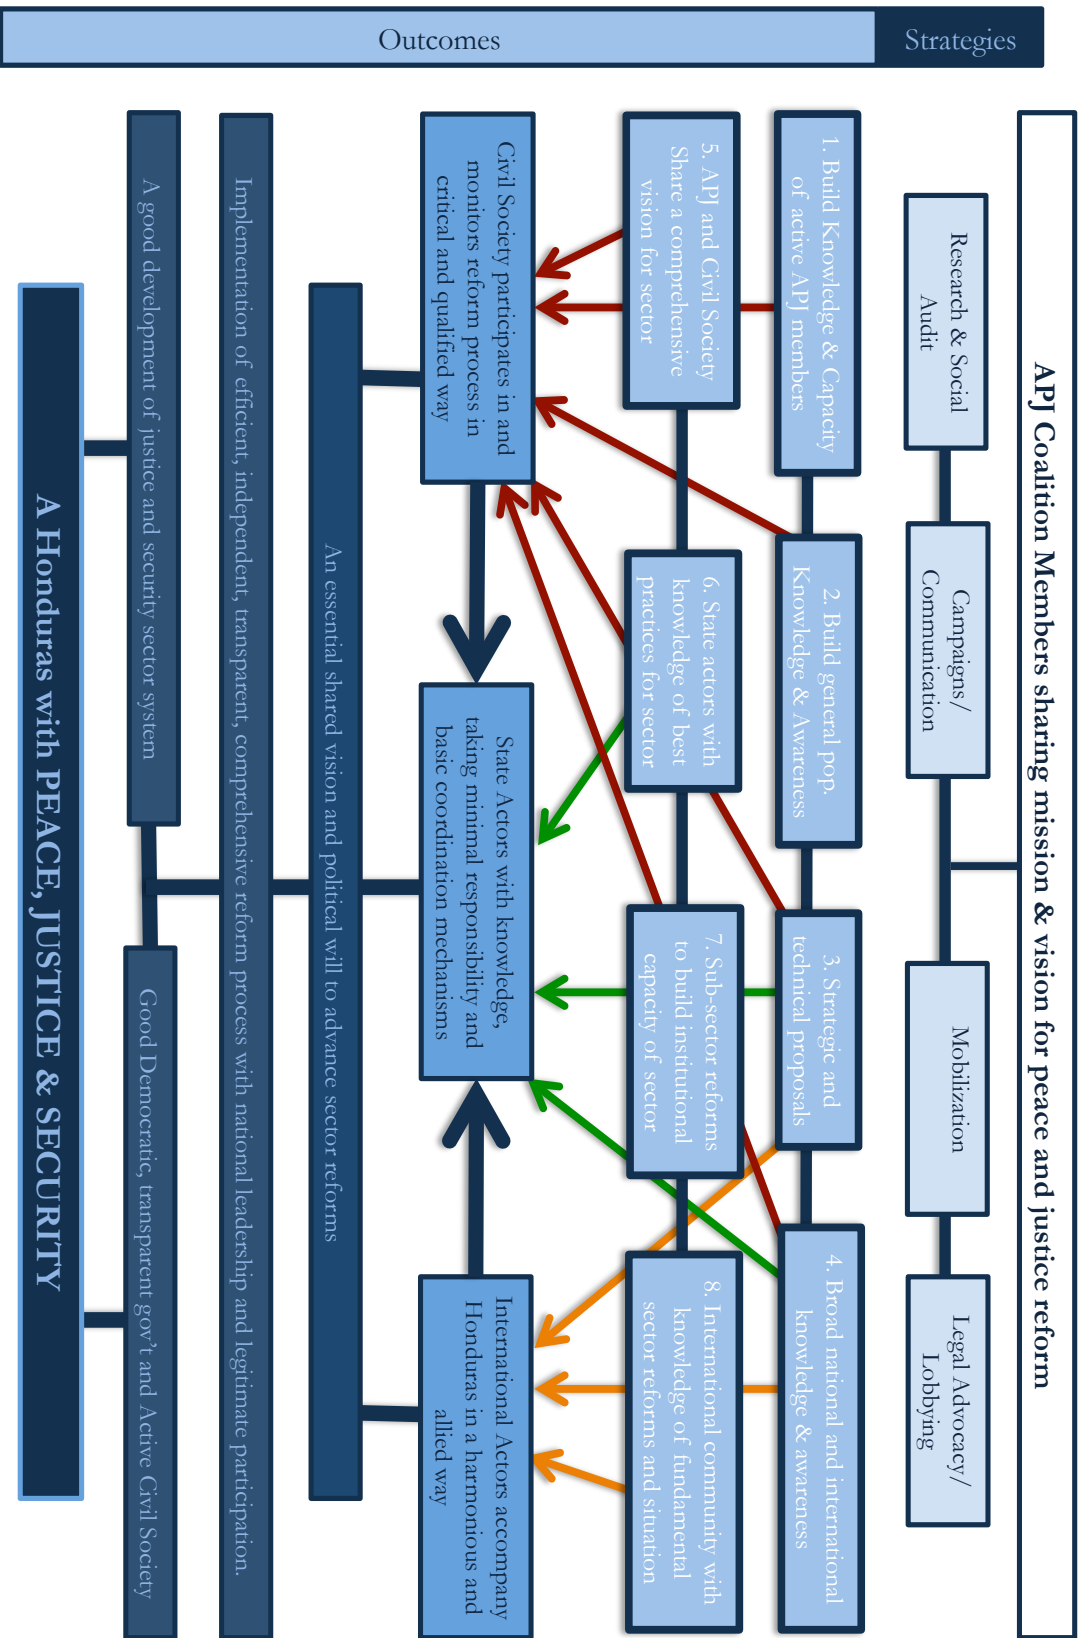 APJ Coalition Members sharing mission & vision for peace and justice reform
Strategies
Research & Social
Audit
Campaigns/
Communication
Mobilization
Legal Advocacy/
Lobbying
Outcomes
1. Build Knowledge & Capacity
of active APJ members
2. Build general pop.
Knowledge & Awareness
3. Strategic and
technical proposals
4. Broad national and international
knowledge & awareness
5. APJ and Civil Society
Share a comprehensive
vision for sector
6. State actors with
knowledge of best
practices for sector
7. Sub-sector reforms
to build institutional
capacity of sector
8. International community with
knowledge of fundamental
sector reforms and situation
Civil Society participates in and
monitors reform process in
critical and qualified way
State Actors with knowledge,
taking minimal responsibility and
basic coordination mechanisms
International Actors accompany
Honduras in a harmonious and
allied way
An essential shared vision and political will to advance sector reforms
Implementation of efficient, independent, transparent, comprehensive reform process with national leadership and legitimate participation.
A good development of justice and security sector system
Good Democratic, transparent gov't and Active Civil Society
A Honduras with PEACE, JUSTICE & SECURITY